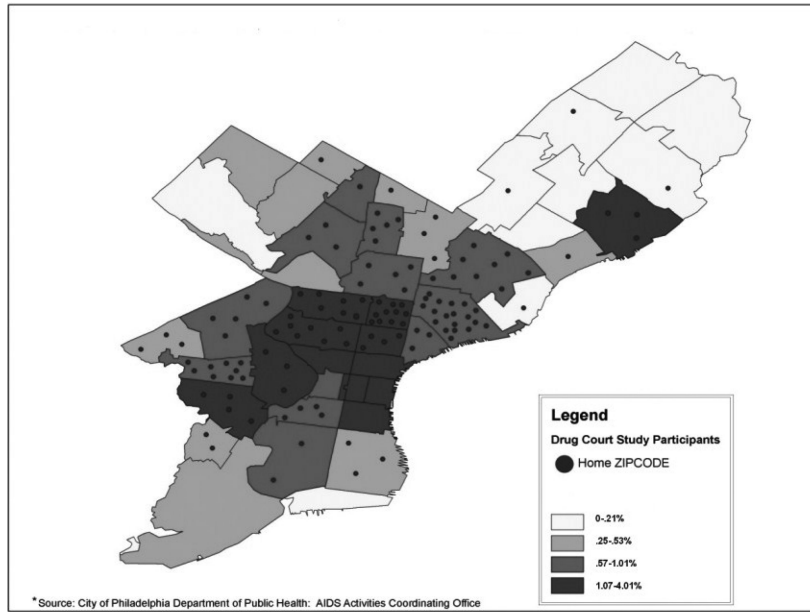 Legend
Drug Court Study Participants
Home ZIPCODE
0-.21%
.25-.53%
.57-1.01%
1.07-4.01%
*Source: City of Philadelphia Department of Public Health: AIDS Activities Coordinating Office